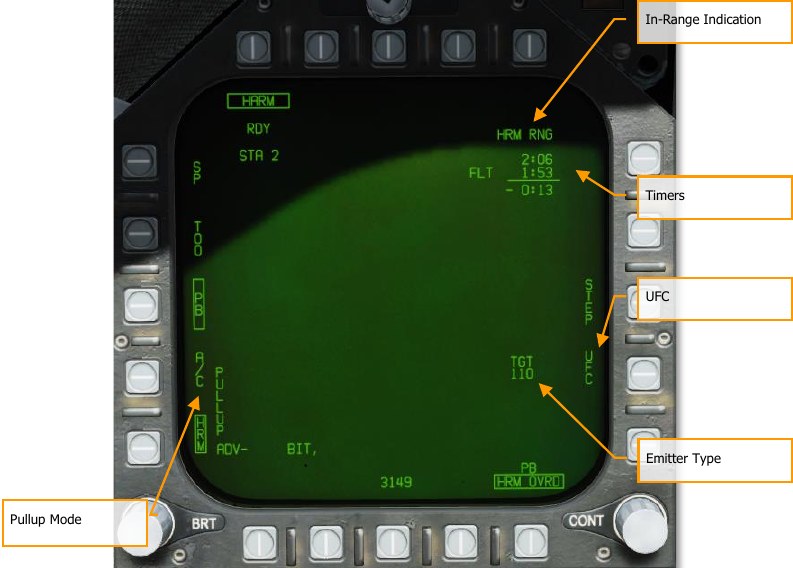 In-Range Indication
HARM
RDY
HRM RNG
STA 2
2:06
FLT 1:53
- 0:13
SP
Timers
TOO
STEP
UFC
PB
A/C
PULLUP
TGT
110
UFC
HRM
ADV-
BIT,
Emitter Type
PB
3149
HRM OVRD
Pullup Mode
BRT
CONT